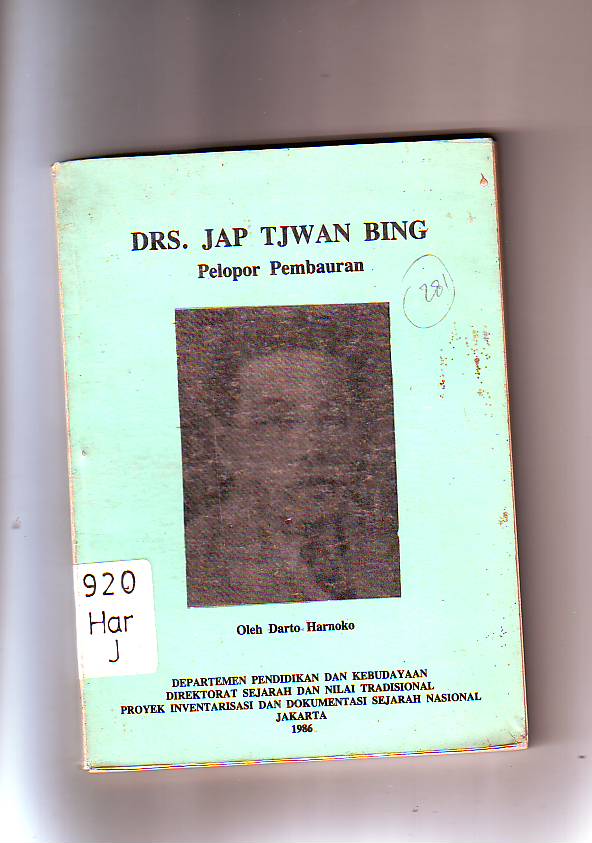 DRS. JAP TJWAN BING
Pelopor Pembauran
281
920
Har
J
Oleh Darto Harnoko
DEPARTEMEN PENDIDIKAN DAN KEBUDAYAAN
DIREKTORAT SEJARAH DAN NILAI TRADISIONAL
PROYEK INVENTARISASI DAN DOKUMENTASI SEJARAH NASIONAL
JAKARTA
1986